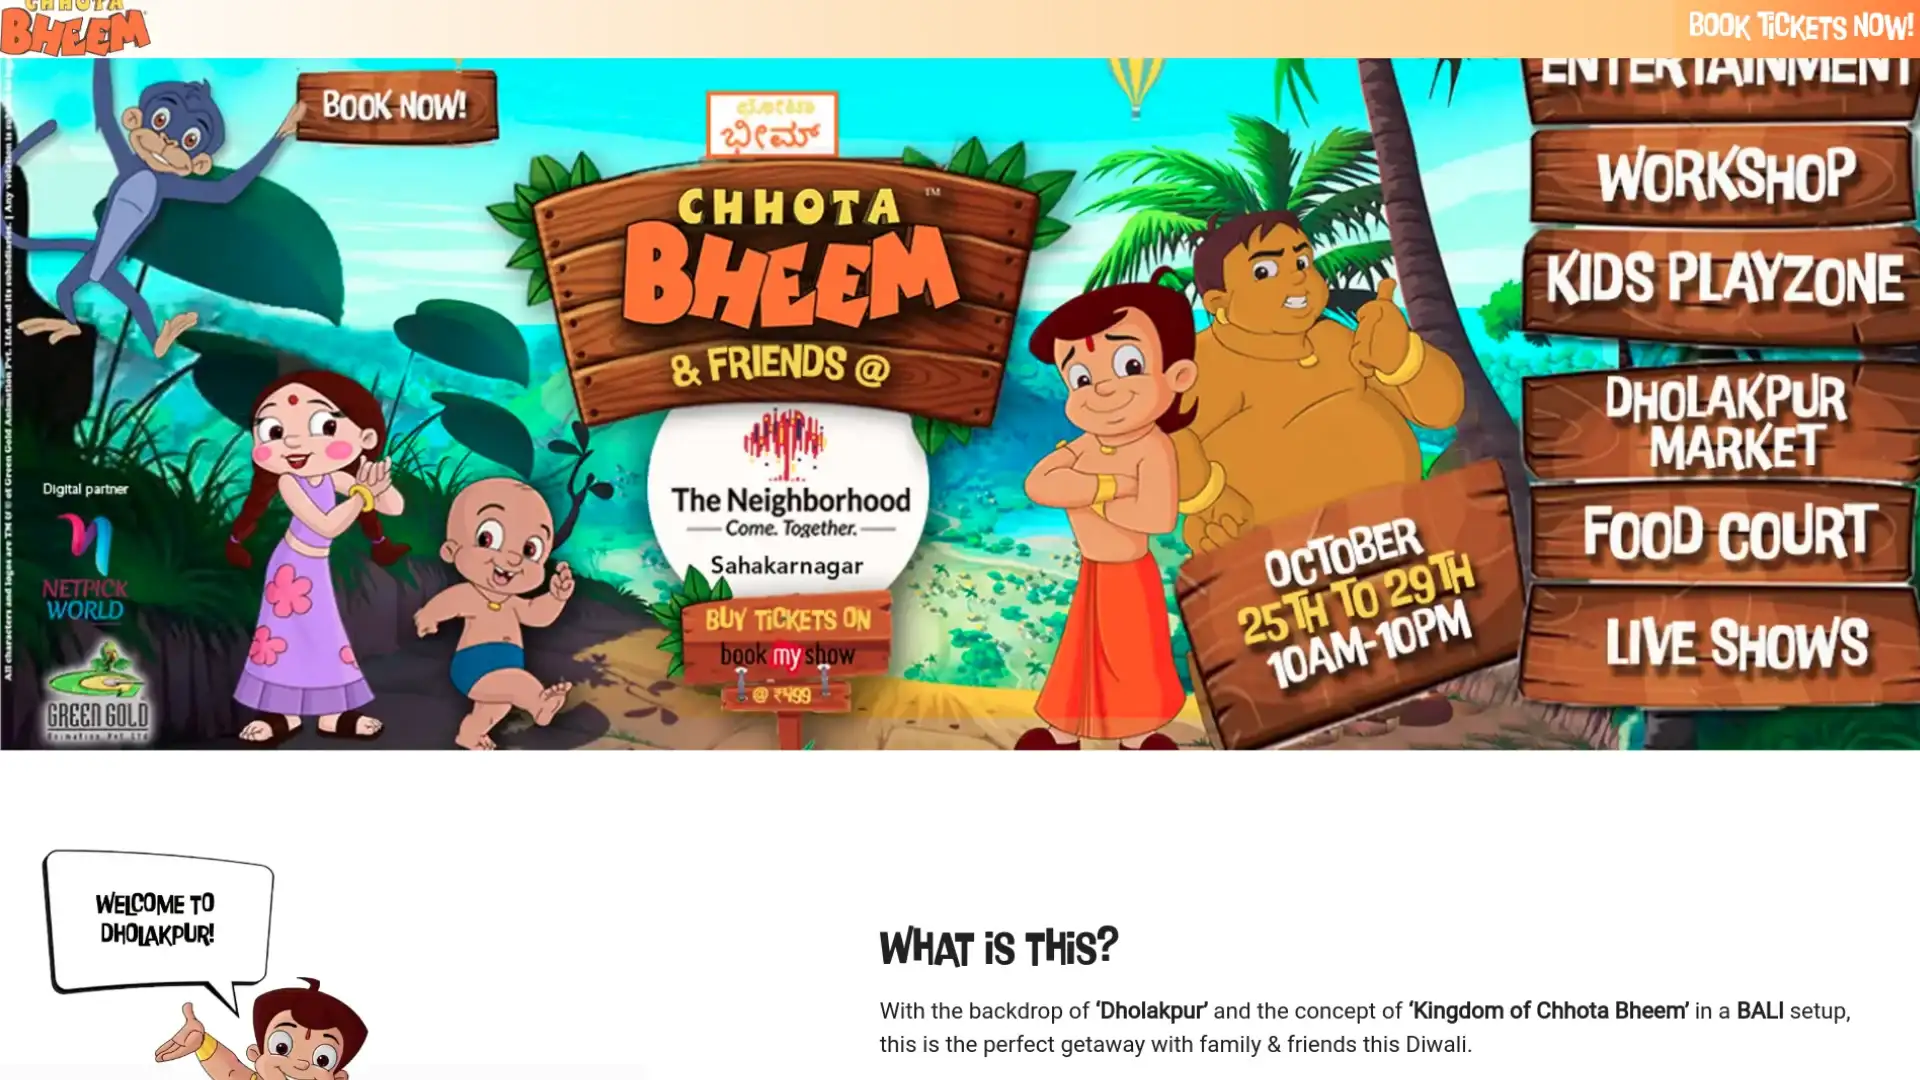 CHHOTA
BHEEM
BOOK TICKETS NOW!
BOOK NOW!
ಛೋಟಾ
ಭೀಮ್
CHHOTA ™
BHEEM
& FRIENDS @
The Neighborhood
Come. Together.
Sahakarnagar
BUY TICKETS ON
book my show
@ ₹499
OCTOBER
25TH TO 29TH
10AM-10PM
ENTERTAINMENT
WORKSHOP
KIDS PLAYZONE
DHOLAKPUR
MARKET
FOOD COURT
LIVE SHOWS
Digital partner
NETPICK
WORLD
GREEN GOLD
Animation Pvt Ltd
All characters and logos are TM & © of Green Gold Animation Pvt. Ltd. and its subsidiaries. | Any violation is
WELCOME TO
DHOLAKPUR!
WHAT IS THIS?
With the backdrop of ‘Dholakpur’ and the concept of ‘Kingdom of Chhota Bheem’ in a BALI setup,
this is the perfect getaway with family & friends this Diwali.